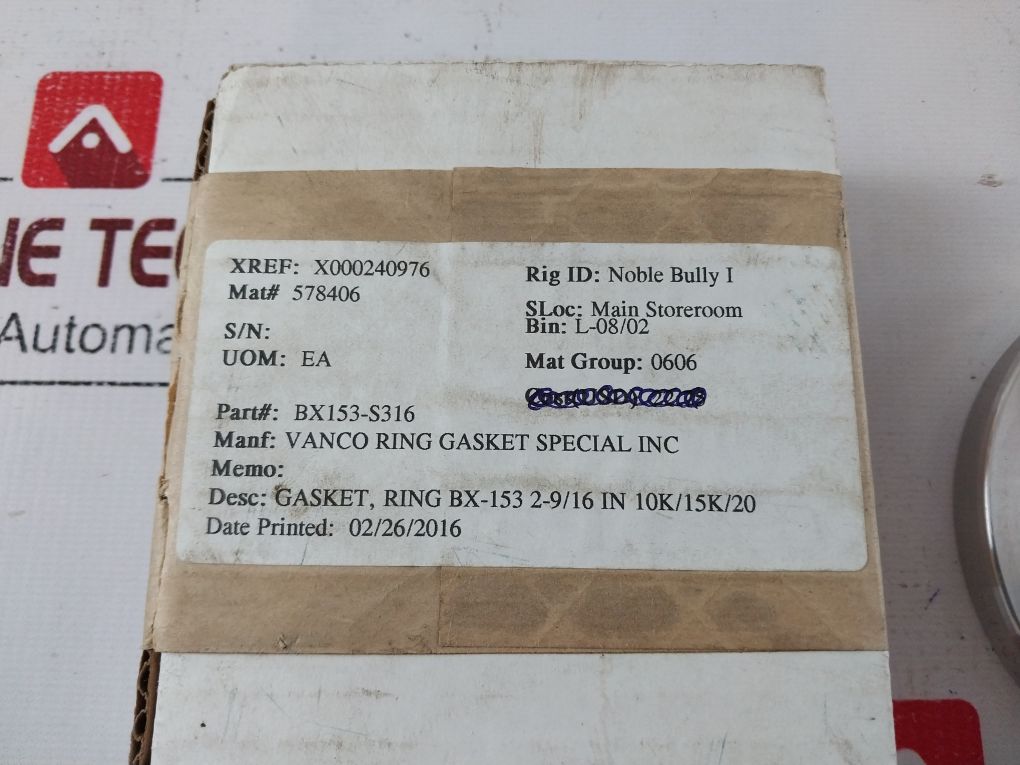 NE TEC
Automa
XREF: X000240976
Mat# 578406
S/N:
UOM: EA
Part#: BX153-S316
Manf: VANCO RING GASKET SPECIAL INC
Memo:
Desc: GASKET, RING BX-153 2-9/16 IN 10K/15K/20
Date Printed: 02/26/2016
Rig ID: Noble Bully I
SLoc: Main Storeroom
Bin: L-08/02
Mat Group: 0606